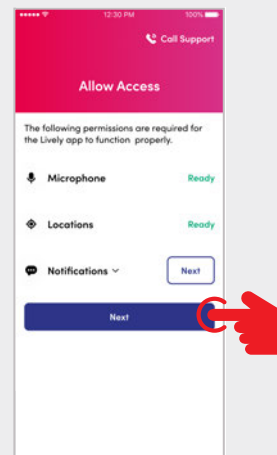 12:30 PM 100%
Call Support
Allow Access
The following permissions are required for
the Lively app to function properly.
Microphone Ready
Locations Ready
Notifications Next
Next